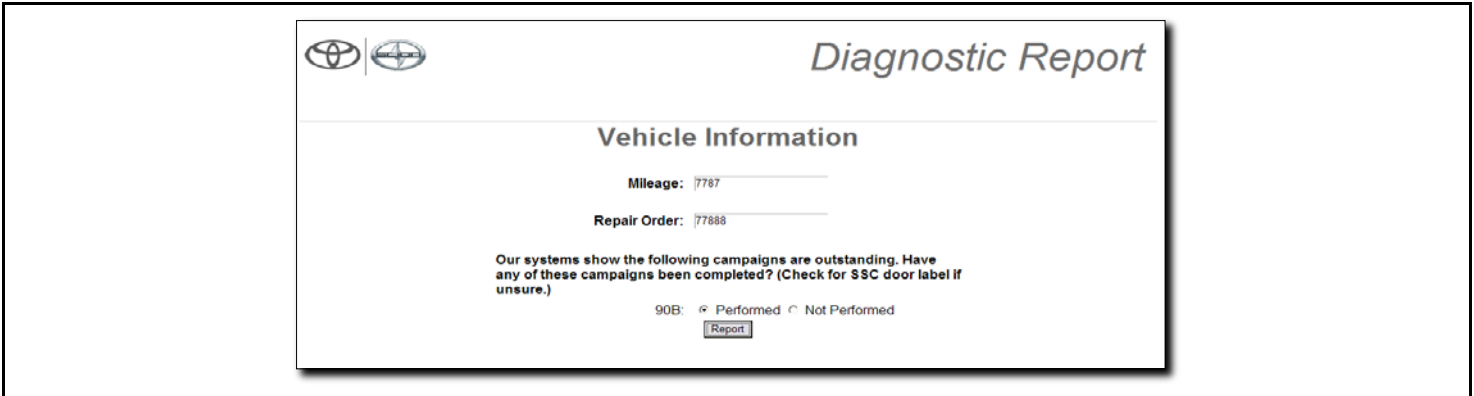 Diagnostic Report
Vehicle Information
Mileage: 7787
Repair Order: 77888
Our systems show the following campaigns are outstanding. Have
any of these campaigns been completed? (Check for SSC door label if
unsure.)
90B: Performed Not Performed
Report